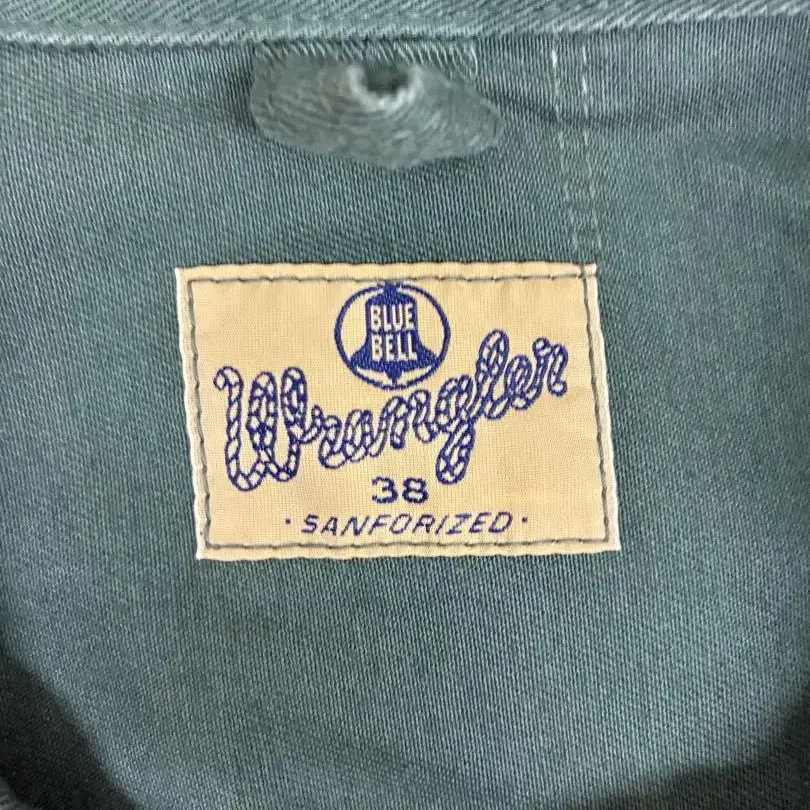 BLUE
BELL
Wrangler
38
· SANFORIZED ·